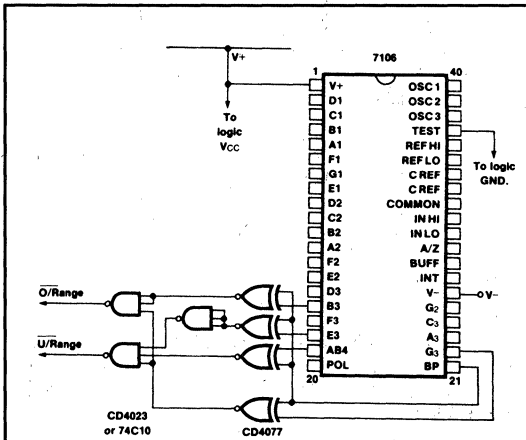 7106
V+
1
40
V+
OSC 1
D1
OSC 2
C1
OSC 3
B1
TEST
A1
REF HI
F1
REF LO
G1
C REF
E1
C REF
D2
COMMON
C2
IN HI
B2
IN LO
A2
A/Z
F2
BUFF
E2
INT
D3
V-
B3
G2
F3
C3
E3
A3
AB4
G3
POL
BP
20
21
To
logic
VCC
To logic
GND.
V-
O/Range
U/Range
CD4023
or 74C10
CD4077